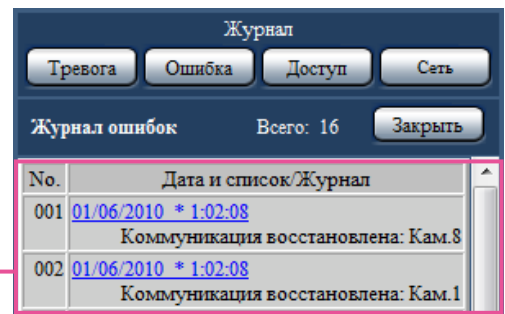 Журнал
Тревога Ошибка Доступ Сеть
Журнал ошибок Всего: 16 Закрыть
No. Дата и список/Журнал
001 01/06/2010 * 1:02:08
Коммуникация восстановлена: Кам.8
002 01/06/2010 * 1:02:08
Коммуникация восстановлена: Кам.1